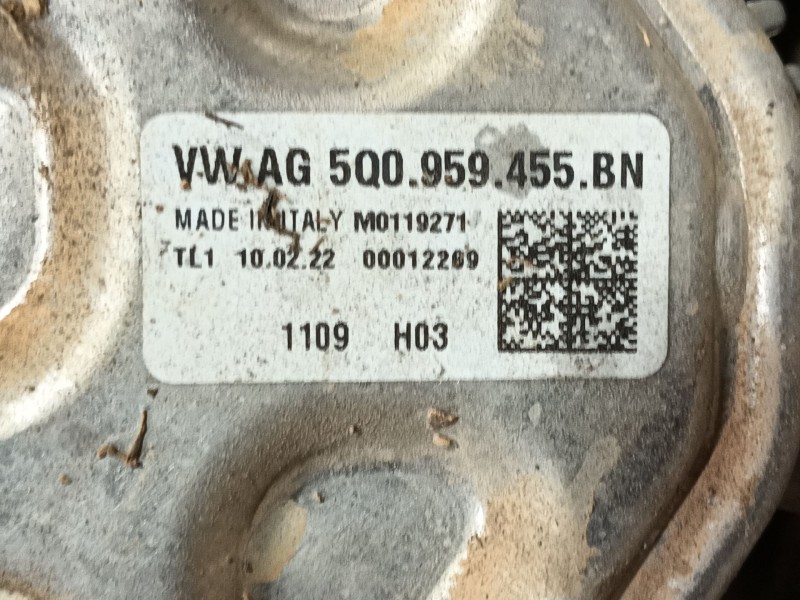 VW AG 5Q0.959.455.BN
MADE IN ITALY M0119271
TL1 10.02.22 00012269
1109 H03